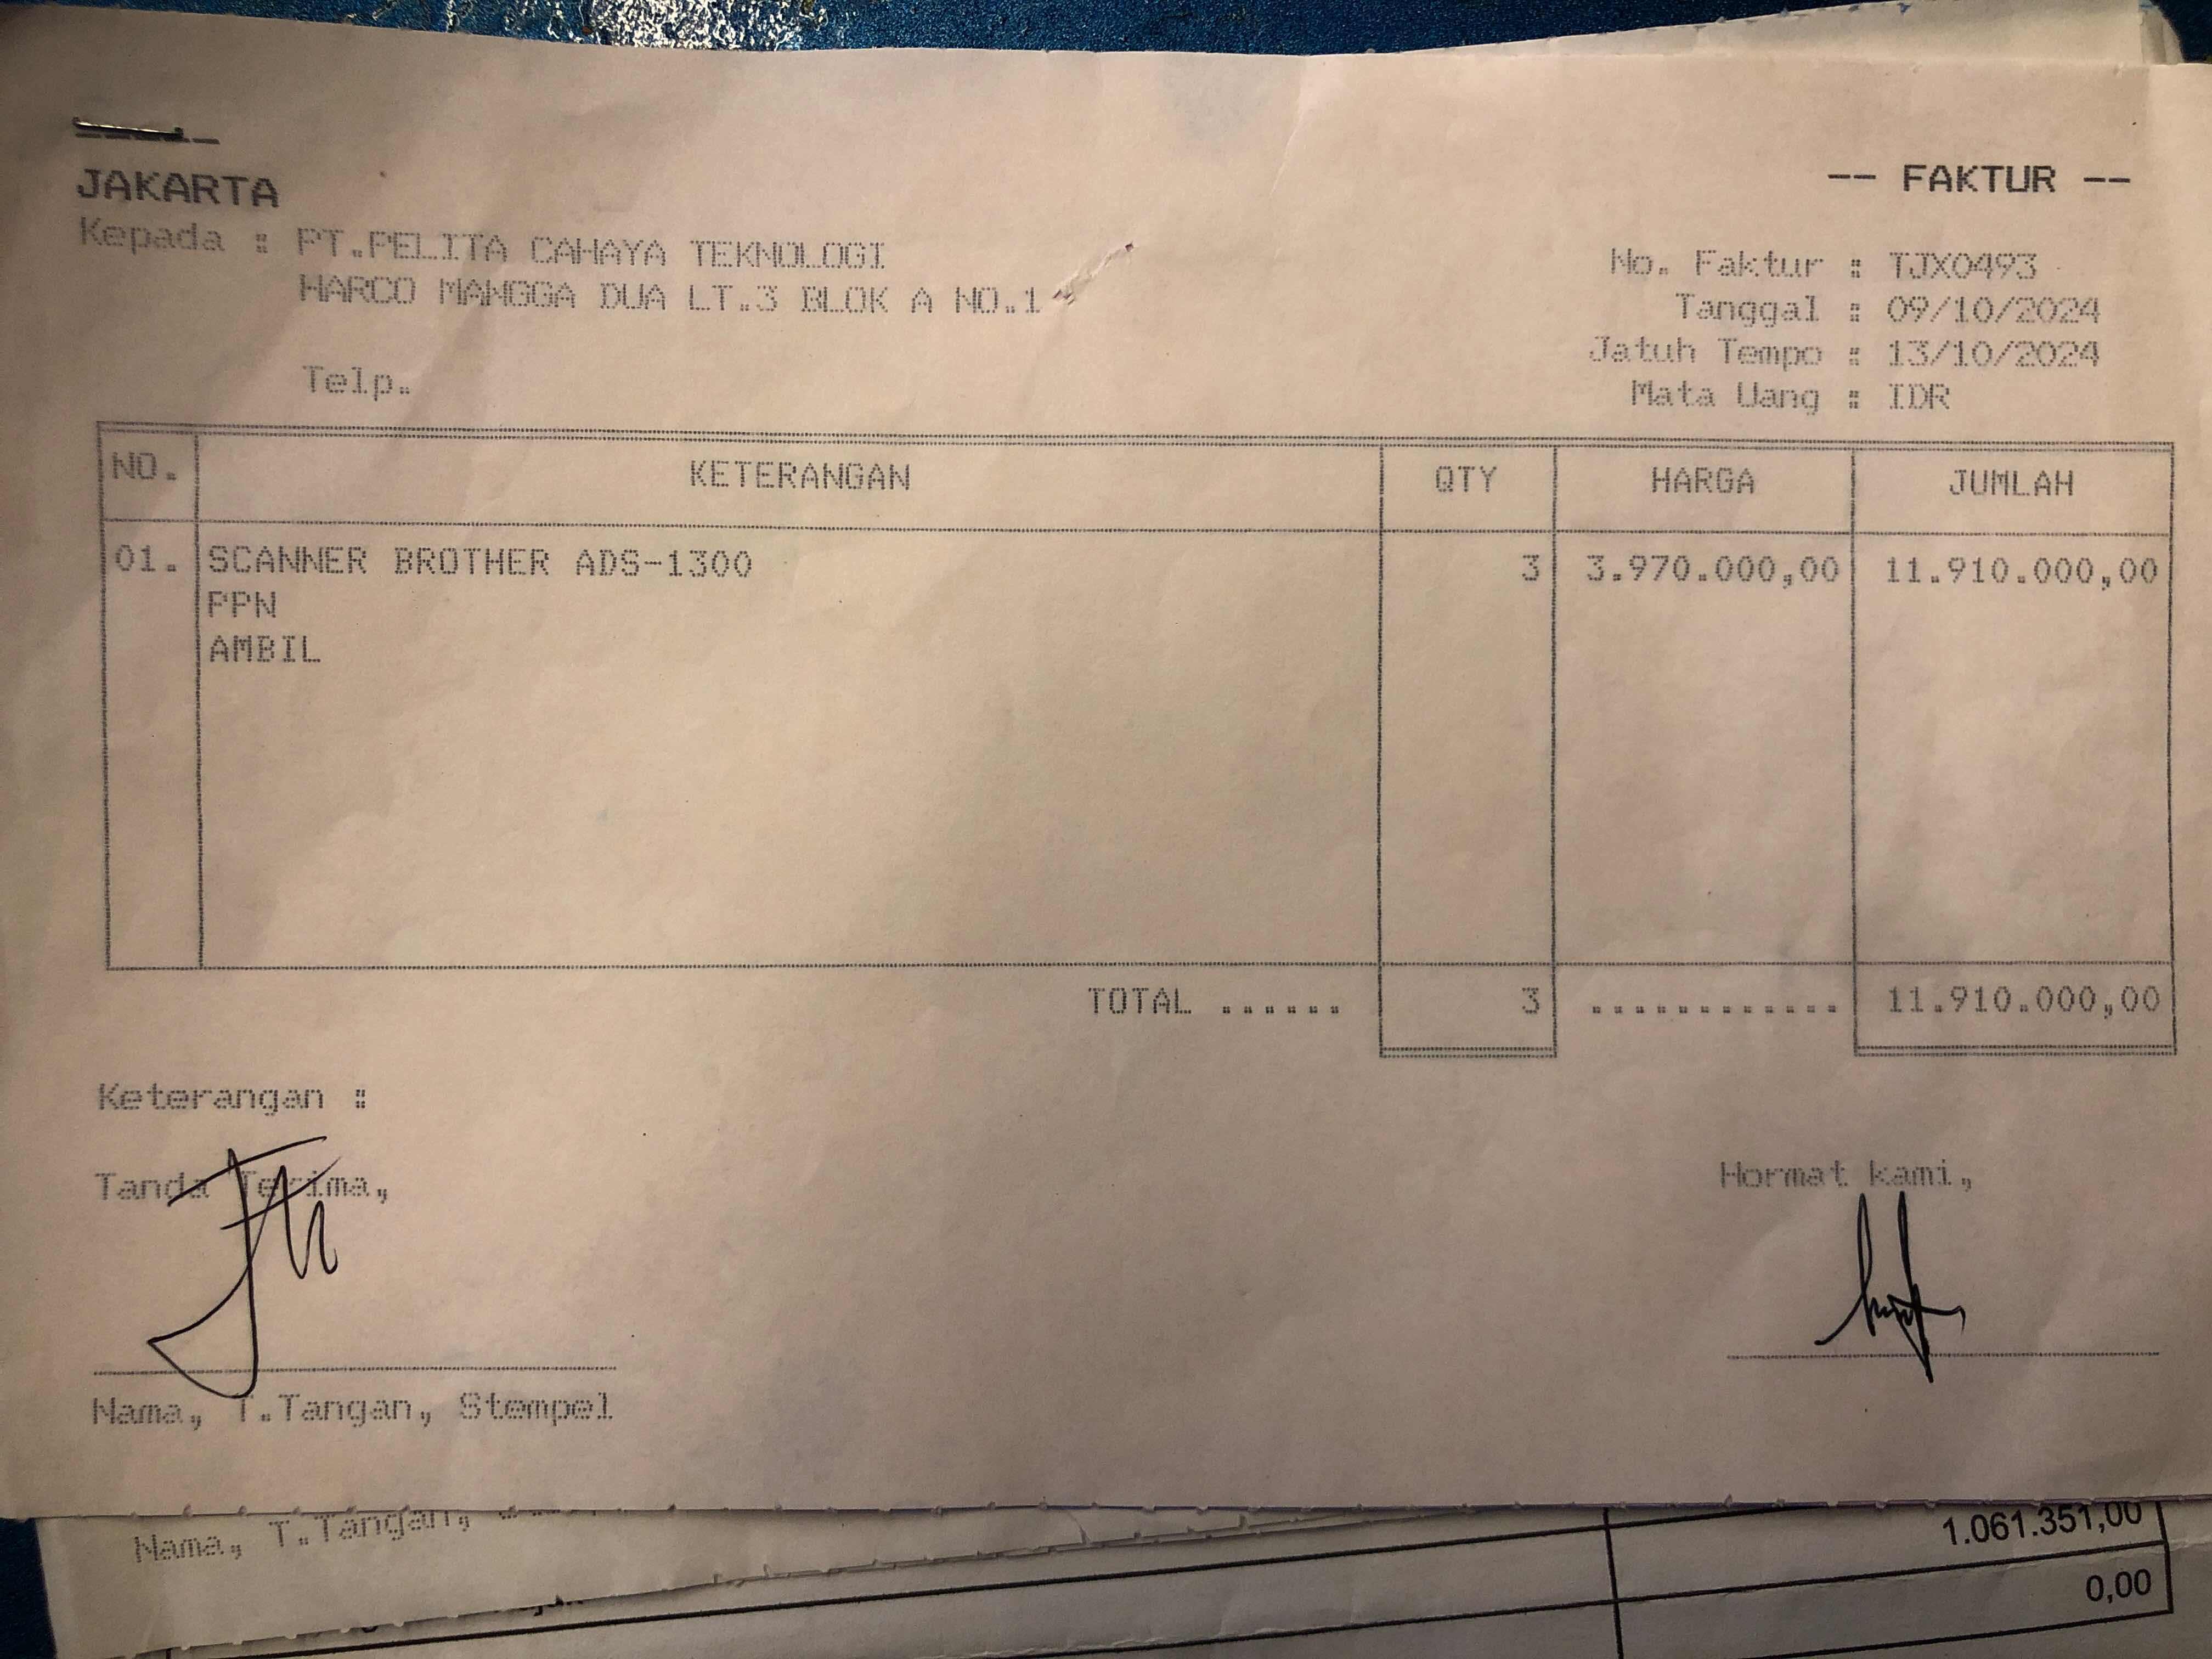 JAKARTA
-- FAKTUR --
Kepada : PT.PELITA CAHAYA TEKNOLOGI
HARCO MANGGA DUA LT.3 BLOK A NO.1
Telp.
No. Faktur : TJX0493
Tanggal : 09/10/2024
Jatuh Tempo : 13/10/2024
Mata Uang : IDR
NO. KETERANGAN QTY HARGA JUMLAH
01. SCANNER BROTHER ADS-1300 3 3.970.000,00 11.910.000,00
PPN
AMBIL
TOTAL ...... 3 ............ 11.910.000,00
Keterangan :
Tanda Terima,
Hormat kami,
Nama, T.Tangan, Stempel
Nama, T.Tangan,
1.061.351,00
0,00